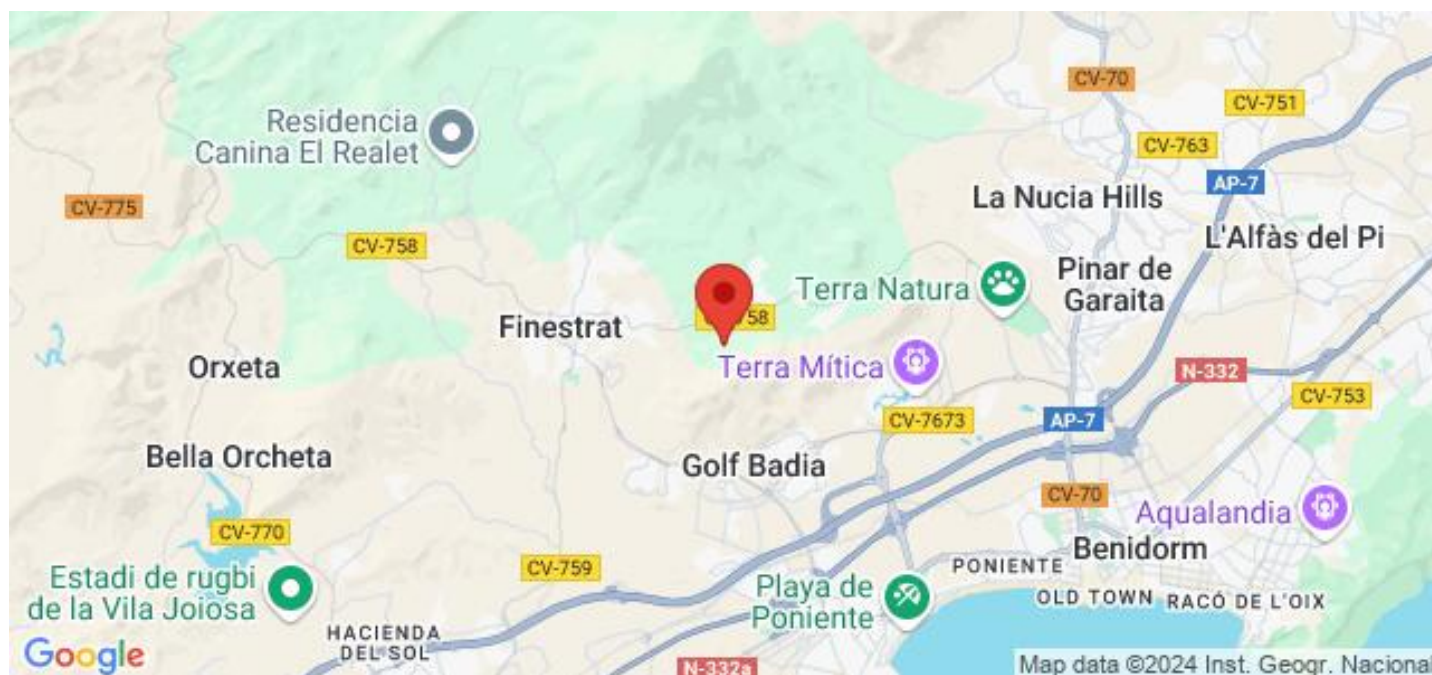 CV-70
CV-751
Residencia
Canina El Realet
CV-763
AP-7
CV-775
La Nucia Hills
CV-758
L'Alfàs del Pi
Pinar de
Garaita
Terra Natura
Finestrat
58
Orxeta
Terra Mítica
N-332
CV-753
CV-7673
AP-7
Bella Orcheta
Golf Badia
CV-70
Aqualandia
CV-770
Benidorm
PONIENTE
CV-759
Estadi de rugbi
de la Vila Joiosa
Playa de
Poniente
OLD TOWN
RACÓ DE L'OIX
HACIENDA
DEL SOL
Google
N-332a
Map data ©2024 Inst. Geogr. Nacional